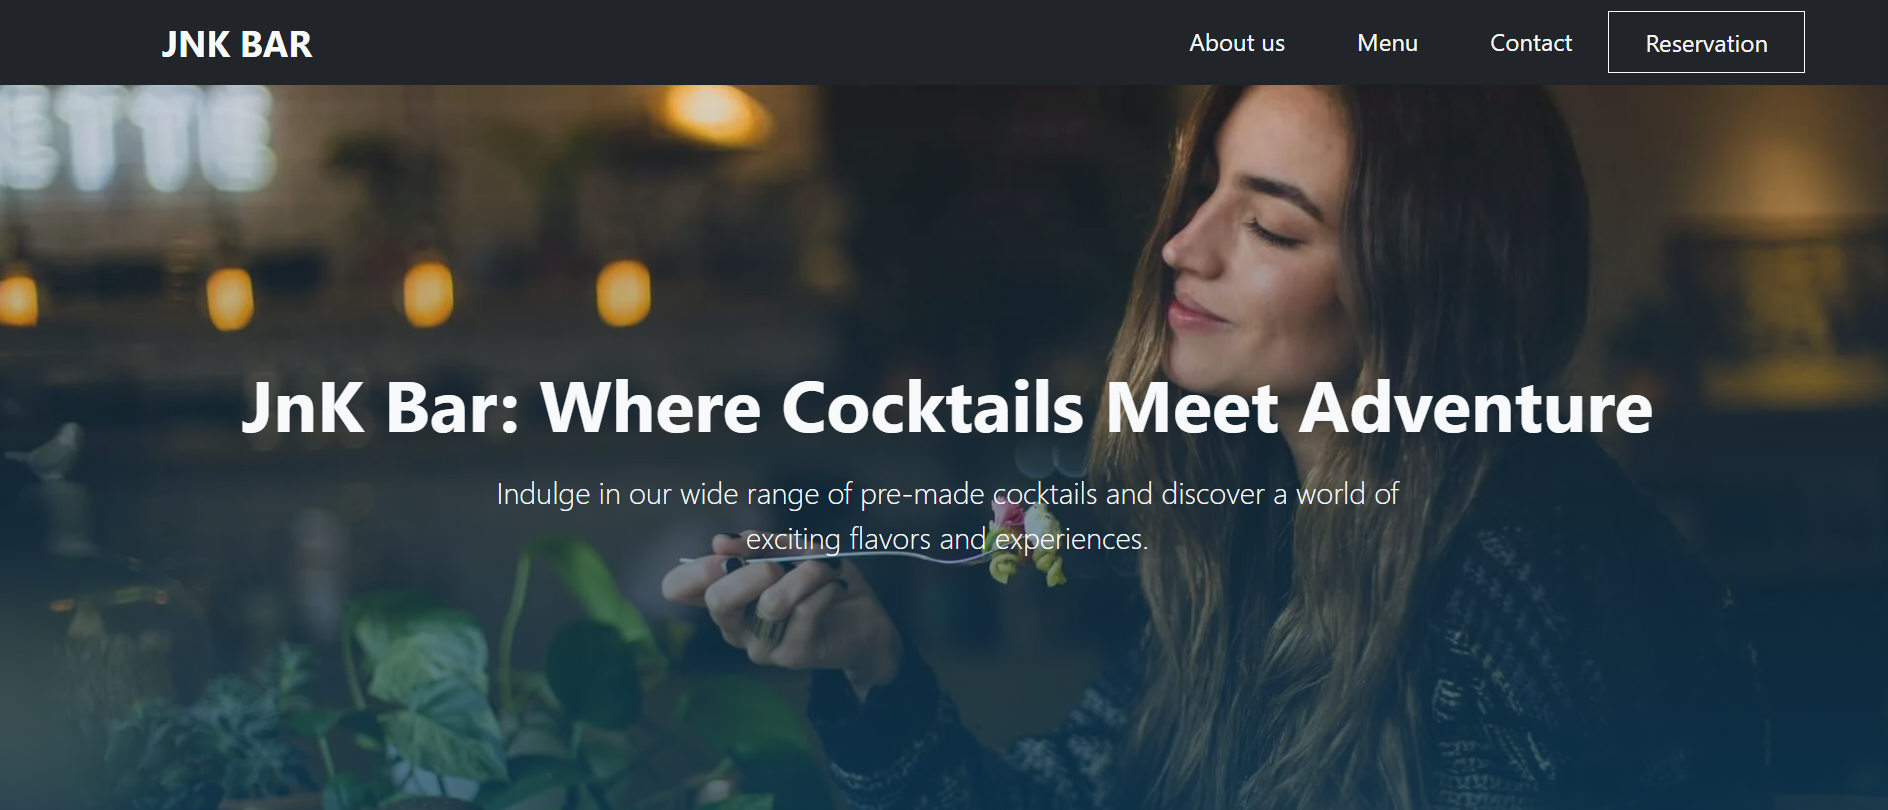 JNK BAR
About us Menu Contact Reservation
ETTE
JnK Bar: Where Cocktails Meet Adventure
Indulge in our wide range of pre-made cocktails and discover a world of
exciting flavors and experiences.